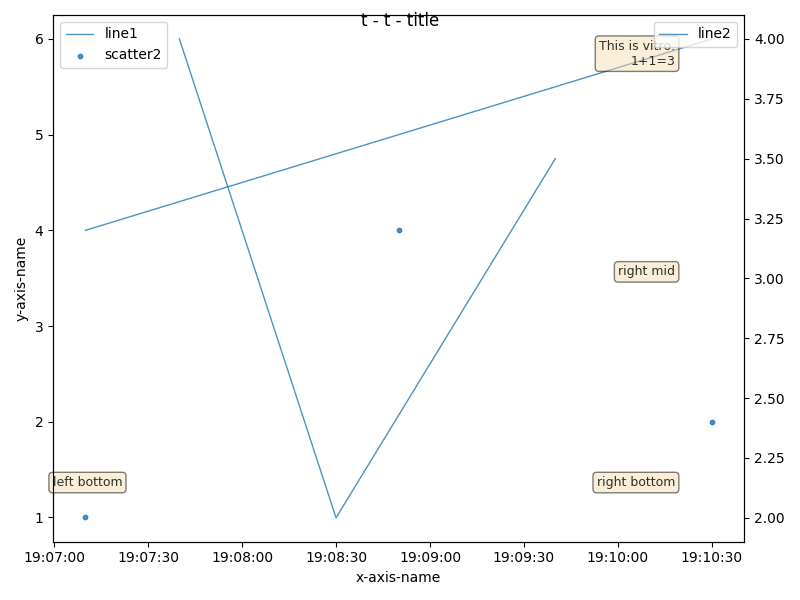 t - t - title
line1
scatter2
line2
This is vitro.
1+1=3
right mid
left bottom
right bottom
6
5
4
3
2
1
y-axis-name
4.00
3.75
3.50
3.25
3.00
2.75
2.50
2.25
2.00
19:07:00
19:07:30
19:08:00
19:08:30
19:09:00
19:09:30
19:10:00
19:10:30
x-axis-name